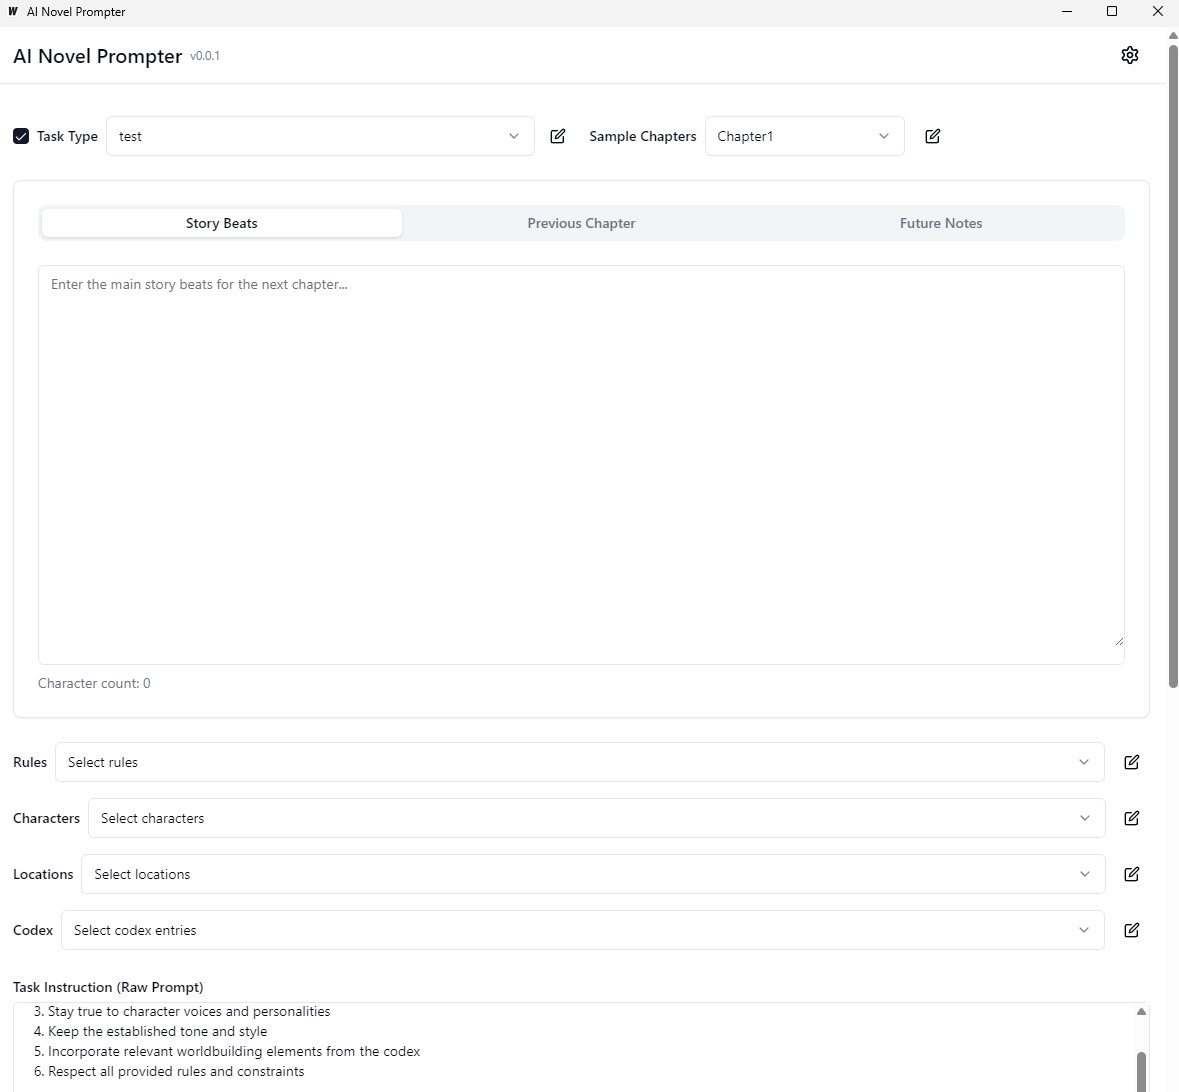 W AI Novel Prompter
AI Novel Prompter v0.0.1
Task Type test Sample Chapters Chapter1
Story Beats Previous Chapter Future Notes
Enter the main story beats for the next chapter...
Character count: 0
Rules Select rules
Characters Select characters
Locations Select locations
Codex Select codex entries
Task Instruction (Raw Prompt)
3. Stay true to character voices and personalities
4. Keep the established tone and style
5. Incorporate relevant worldbuilding elements from the codex
6. Respect all provided rules and constraints